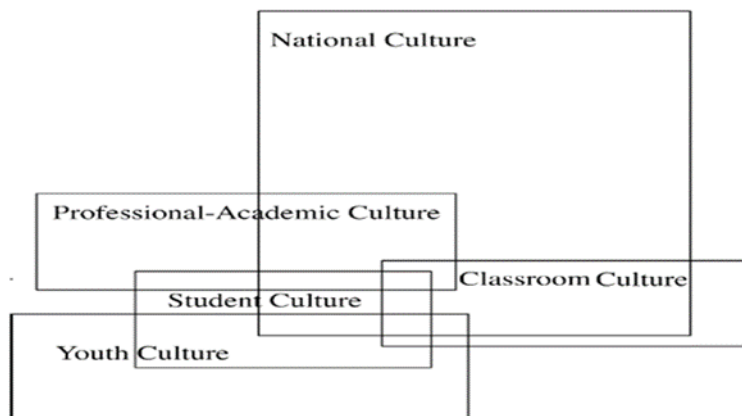 National Culture
Professional-Academic Culture
Classroom Culture
Student Culture
Youth Culture